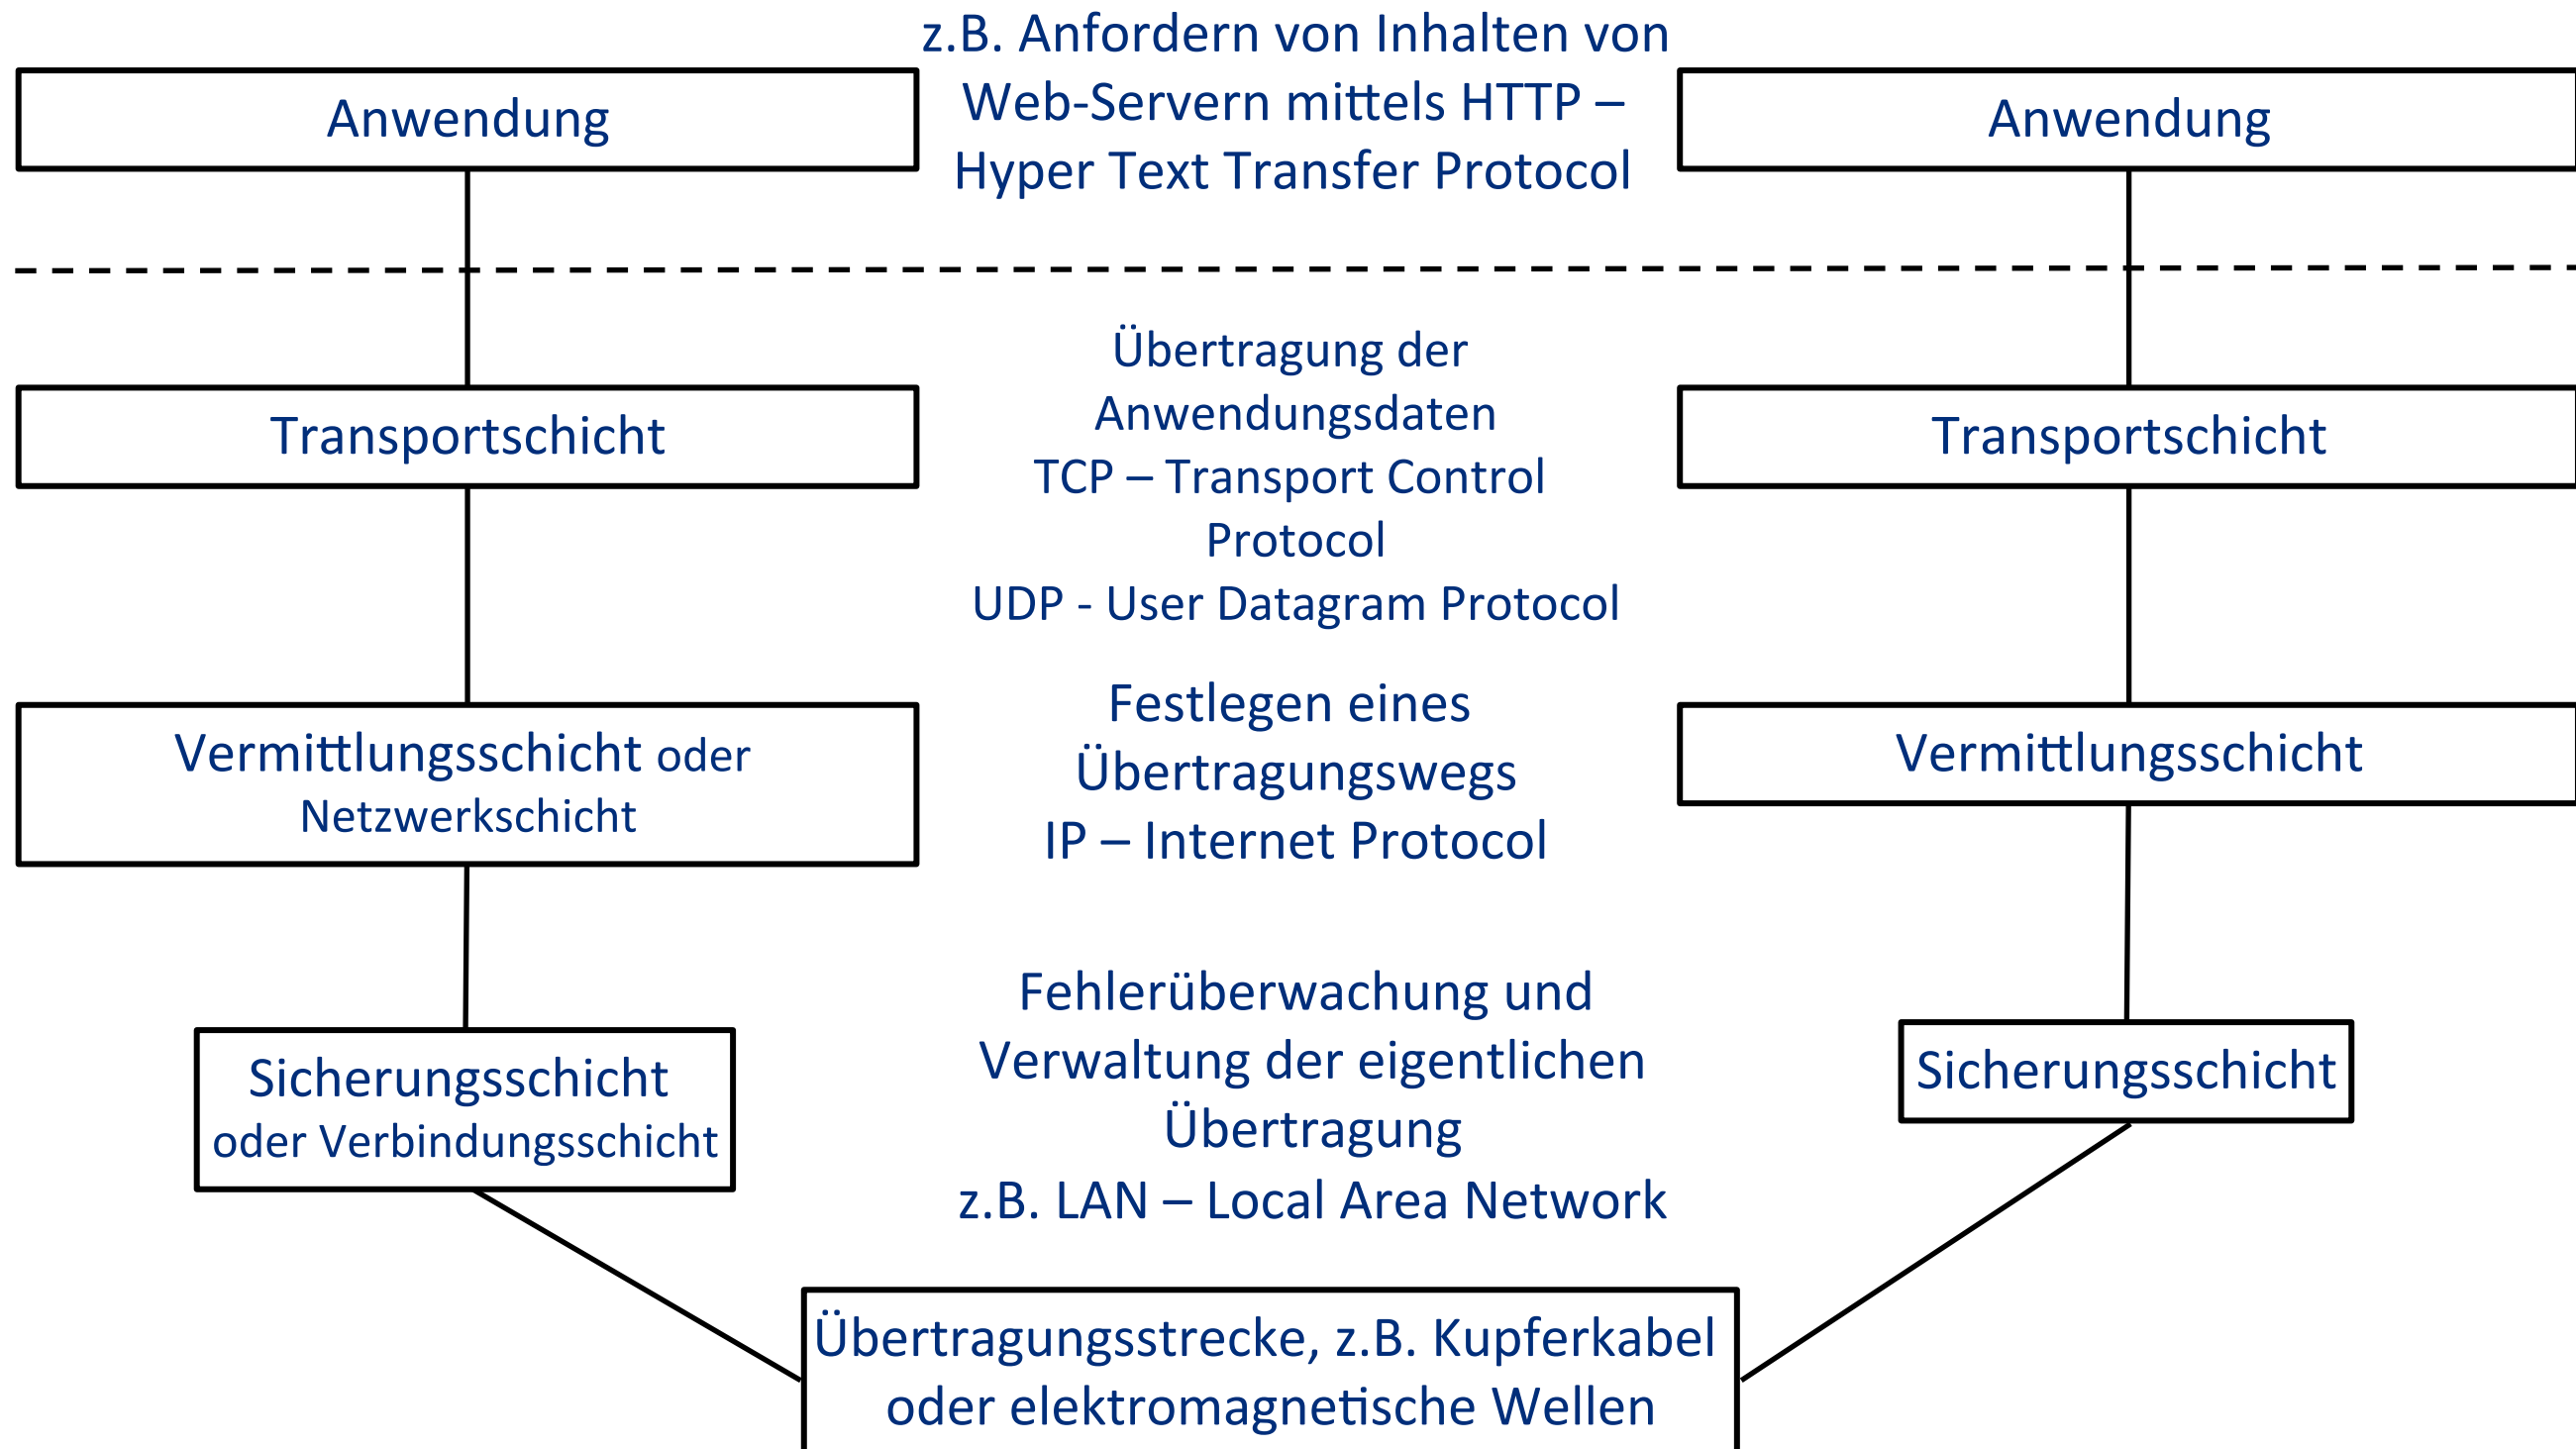 z.B. Anfordern von Inhalten von
Web-Servern mittels HTTP –
Hyper Text Transfer Protocol
Anwendung
Anwendung
Übertragung der
Anwendungsdaten
TCP – Transport Control
Protocol
UDP - User Datagram Protocol
Transportschicht
Transportschicht
Festlegen eines
Übertragungswegs
IP – Internet Protocol
Vermittlungsschicht oder
Netzwerkschicht
Vermittlungsschicht
Fehlerüberwachung und
Verwaltung der eigentlichen
Übertragung
z.B. LAN – Local Area Network
Sicherungsschicht
oder Verbindungsschicht
Sicherungsschicht
Übertragungsstrecke, z.B. Kupferkabel
oder elektromagnetische Wellen